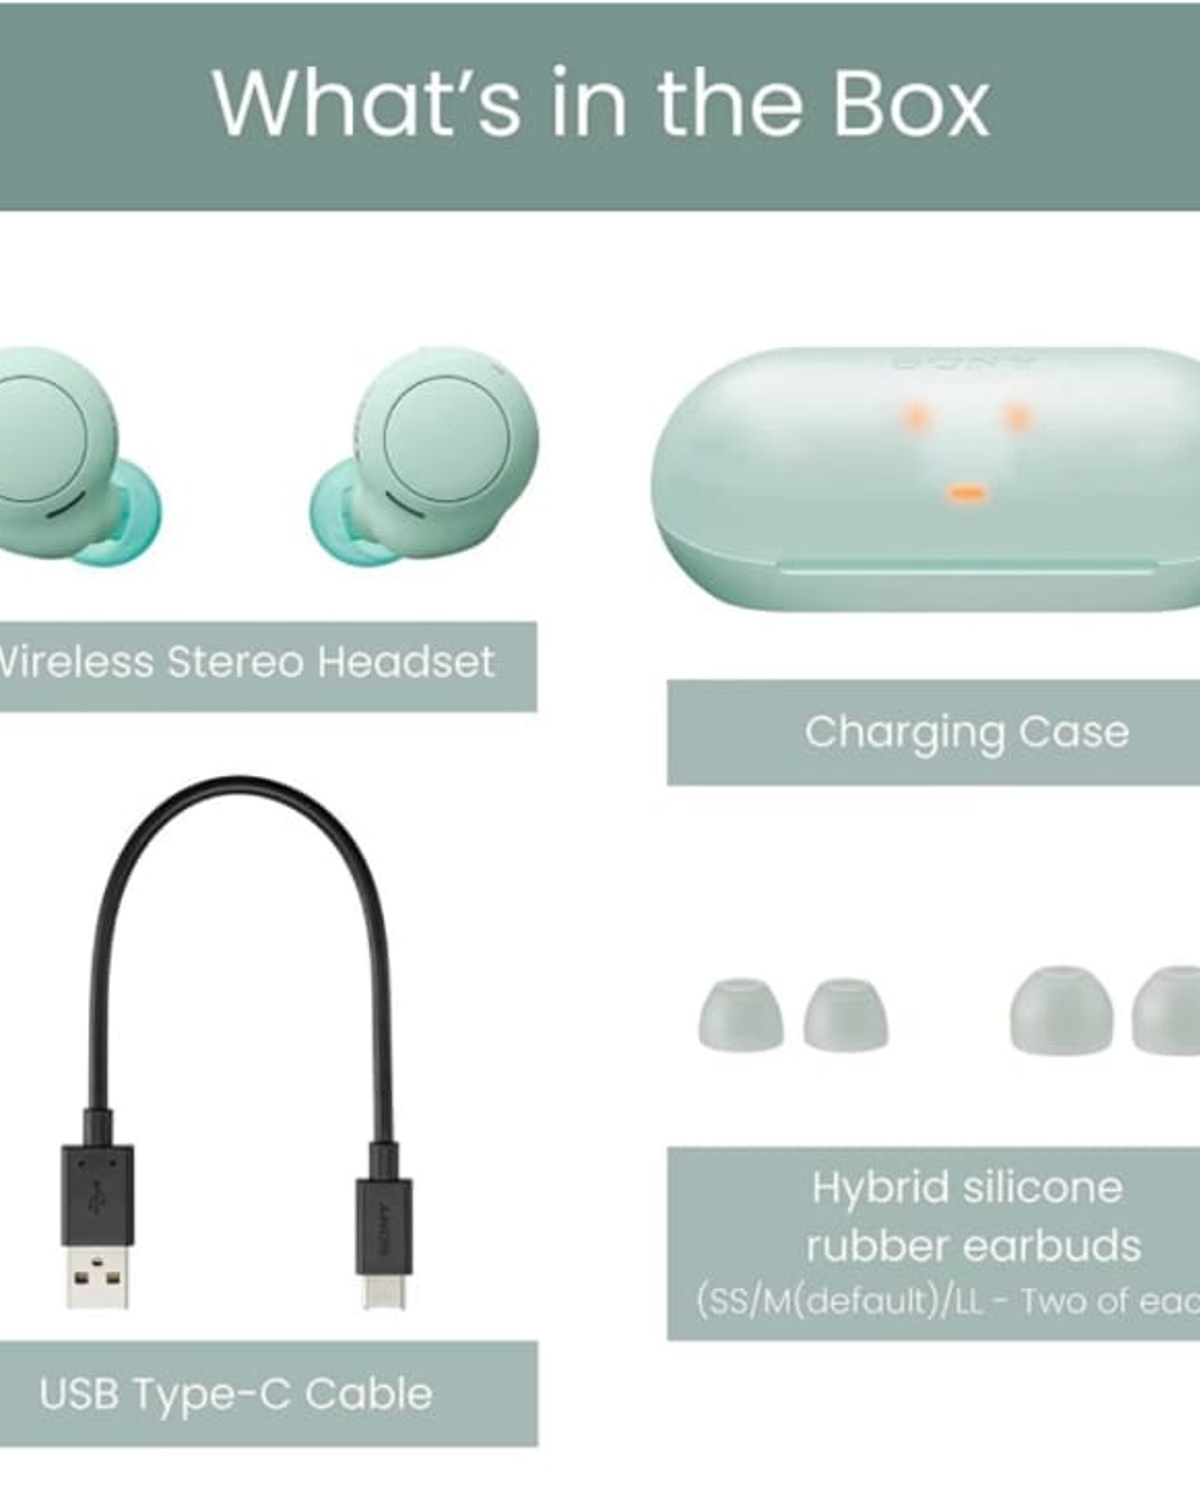 What's in the Box
SONY
Wireless Stereo Headset
Charging Case
SONY
Hybrid silicone
rubber earbuds
(SS/M(default)/LL - Two of eac
USB Type-C Cable